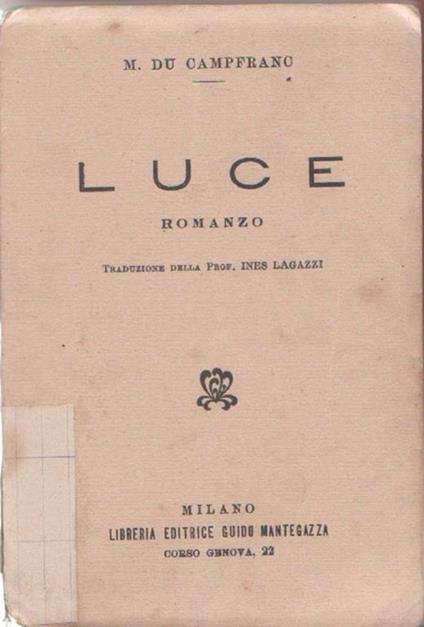 M. DU CAMPFRANC
LUCE
ROMANZO
TRADUZIONE DELLA PROF. INES LAGAZZI
MILANO
LIBRERIA EDITRICE GUIDO MANTEGAZZA
CORSO GENOVA, 22